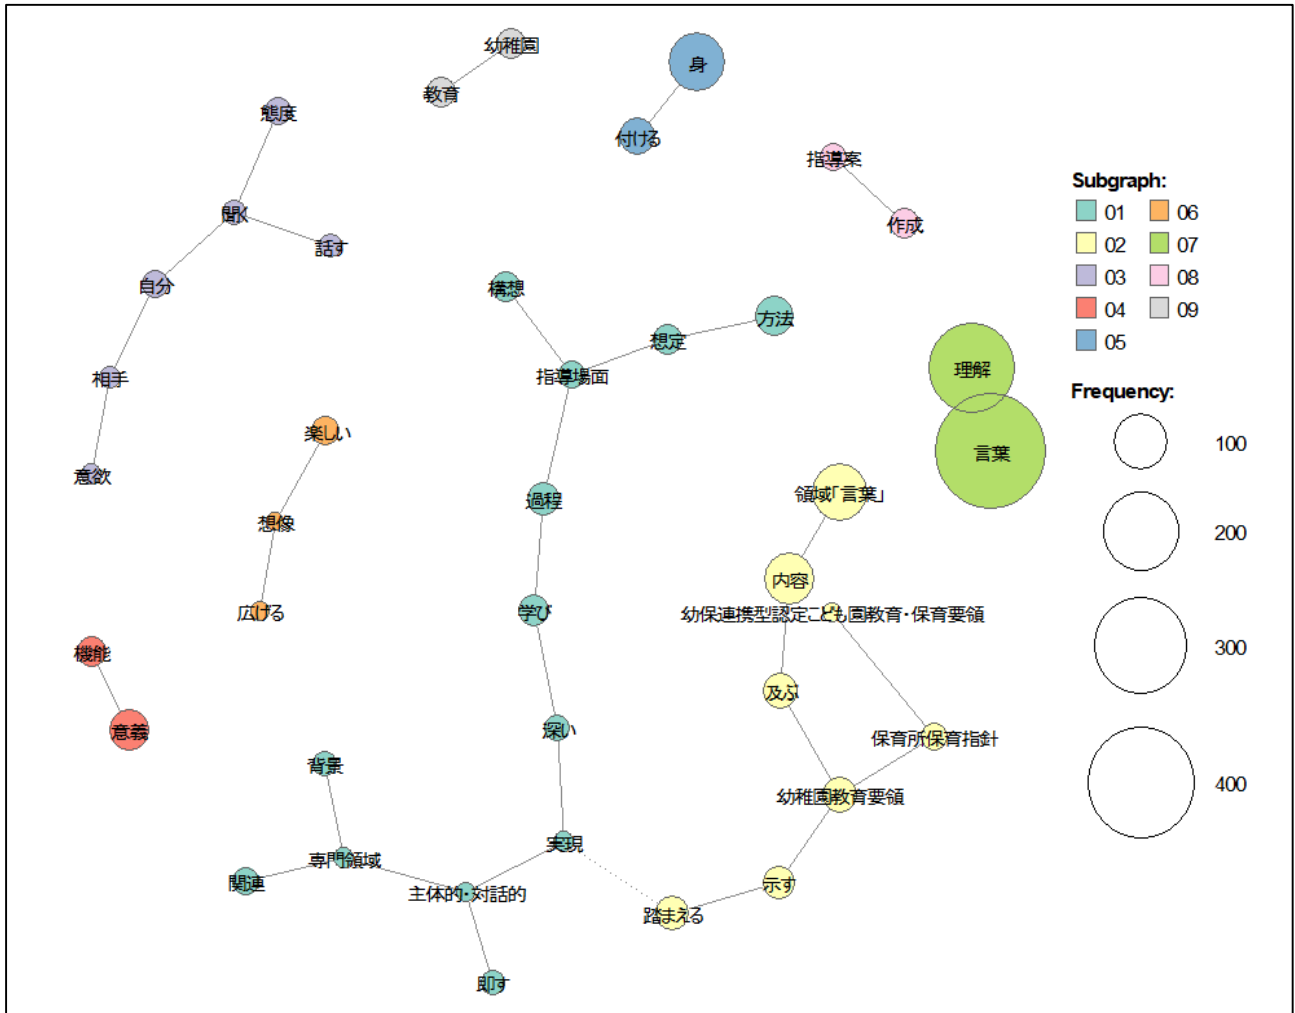 幼稚園
教育
身
付ける
態度
聞く
話す
自分
相手
意欲
指導案
作成
構想
想定
方法
指導場面
過程
学び
深い
実現
楽しい
想像
広げる
機能
意義
背景
専門領域
関連
主体的・対話的
即す
理解
言葉
領域「言葉」
内容
幼保連携型認定こども園教育・保育要領
及ぶ
保育所保育指針
幼稚園教育要領
示す
踏まえる
Subgraph:
01
02
03
04
05
06
07
08
09
Frequency:
100
200
300
400